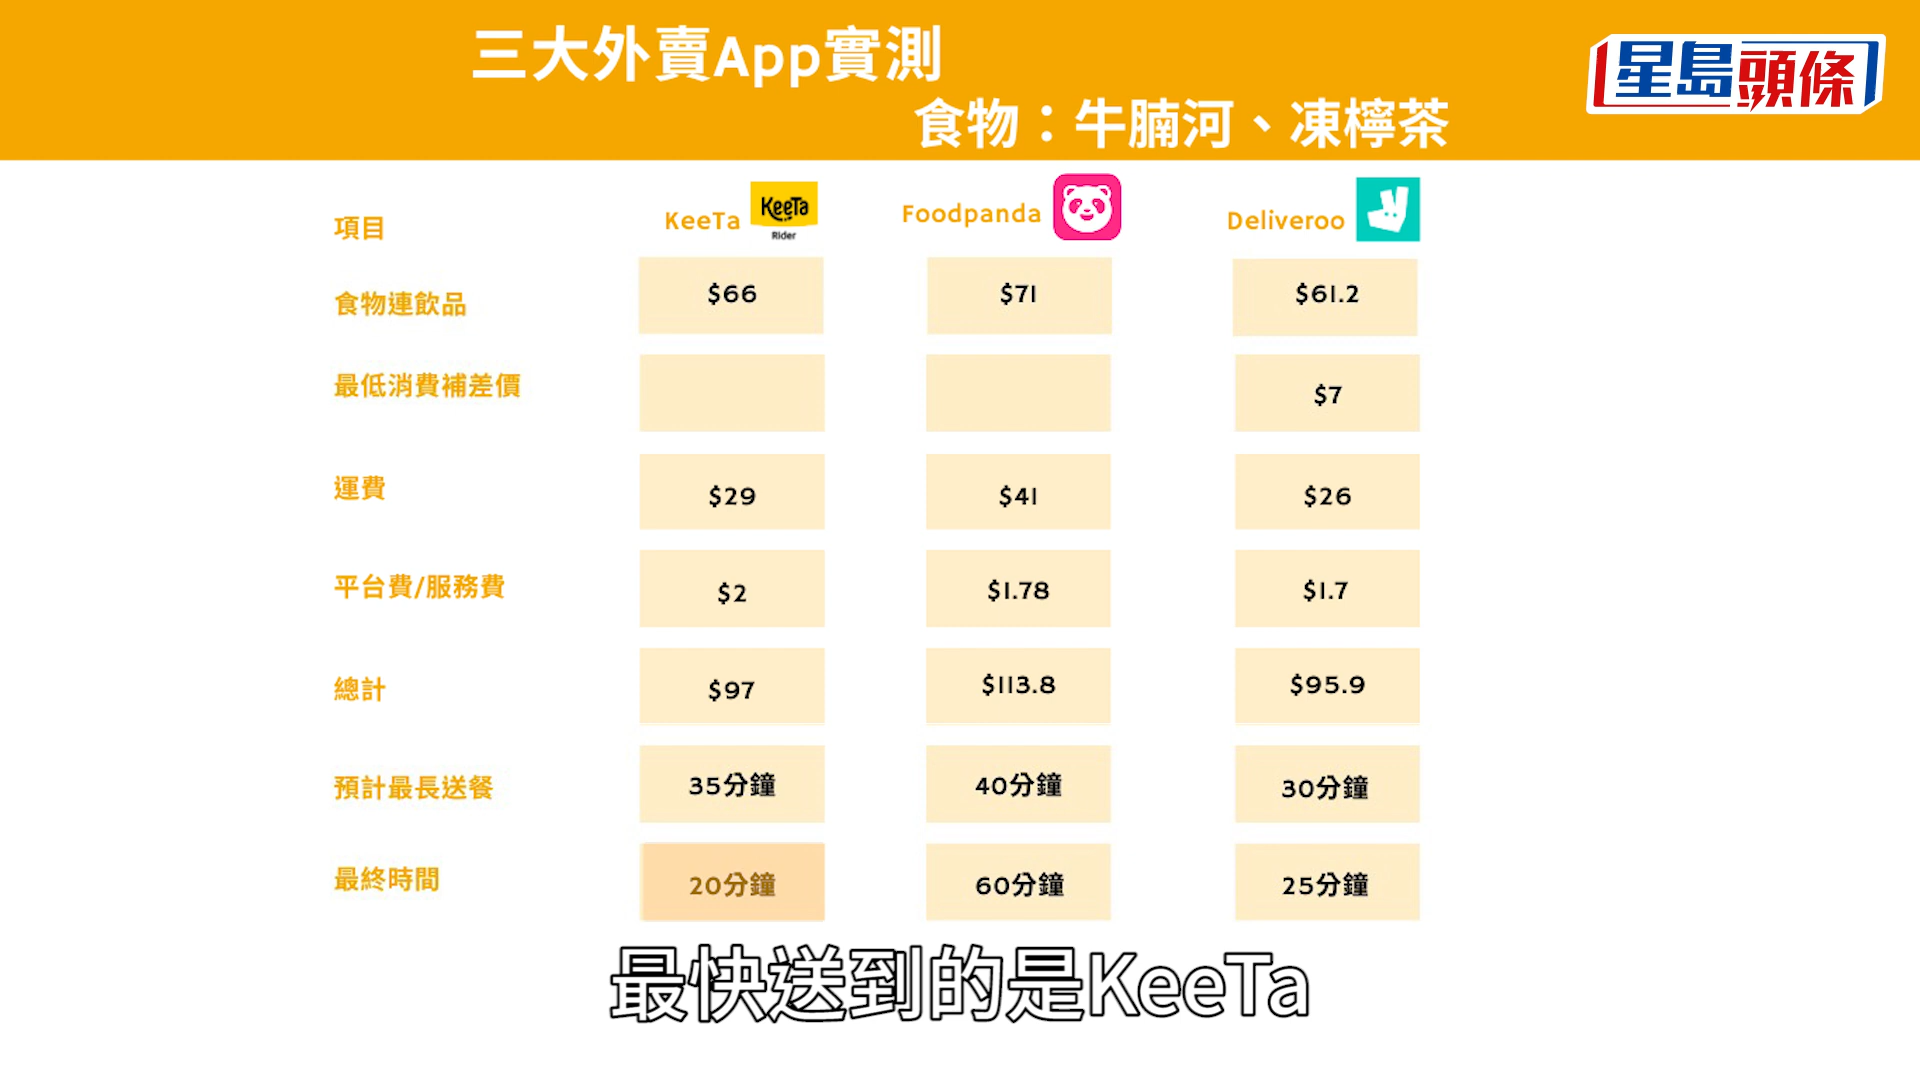 三大外賣App實測
食物：牛腩河、凍檸茶
星島頭條
項目 KeeTa KeeTa Rider Foodpanda Deliveroo
食物連飲品 $66 $71 $61.2
最低消費補差價 $7
運費 $29 $41 $26
平台費/服務費 $2 $1.78 $1.7
總計 $97 $113.8 $95.9
預計最長送餐 35分鐘 40分鐘 30分鐘
最終時間 20分鐘 60分鐘 25分鐘
最快送到的是KeeTa